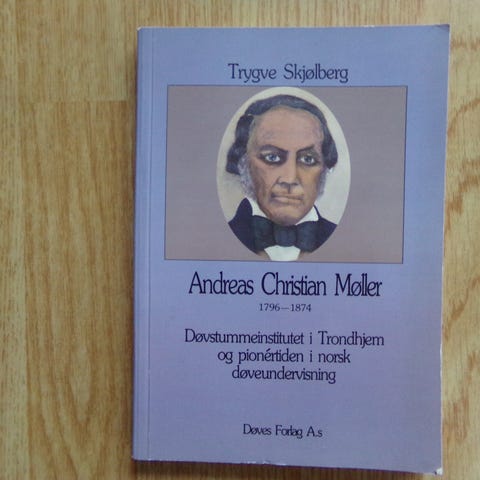 Trygve Skjølberg
Andreas Christian Møller
1796—1874
Døvstummeinstitutet i Trondhjem
og pionértiden i norsk
døveundervisning
Døves Forlag A.s